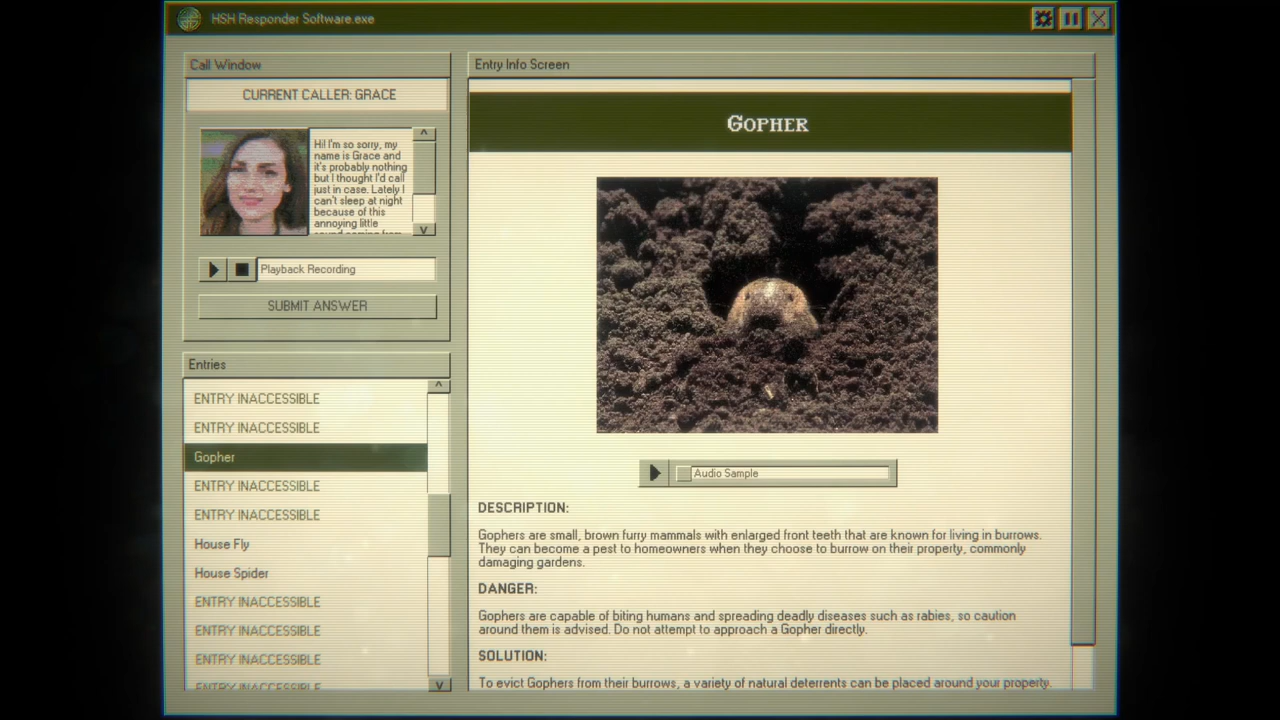 HSH Responder Software.exe
Call Window
CURRENT CALLER: GRACE
Hi! I'm so sorry, my
name is Grace and
it's probably nothing
but I thought I'd call
just in case. Lately I
can't sleep at night
because of this
annoying little
sound coming from
Playback Recording
SUBMIT ANSWER
Entries
ENTRY INACCESSIBLE
ENTRY INACCESSIBLE
Gopher
ENTRY INACCESSIBLE
ENTRY INACCESSIBLE
House Fly
House Spider
ENTRY INACCESSIBLE
ENTRY INACCESSIBLE
ENTRY INACCESSIBLE
ENTRY INACCESSIBLE
Entry Info Screen
GOPHER
Audio Sample
DESCRIPTION:
Gophers are small, brown furry mammals with enlarged front teeth that are known for living in burrows.
They can become a pest to homeowners when they choose to burrow on their property, commonly
damaging gardens.
DANGER:
Gophers are capable of biting humans and spreading deadly diseases such as rabies, so caution
around them is advised. Do not attempt to approach a Gopher directly.
SOLUTION:
To evict Gophers from their burrows, a variety of natural deterrents can be placed around your property.